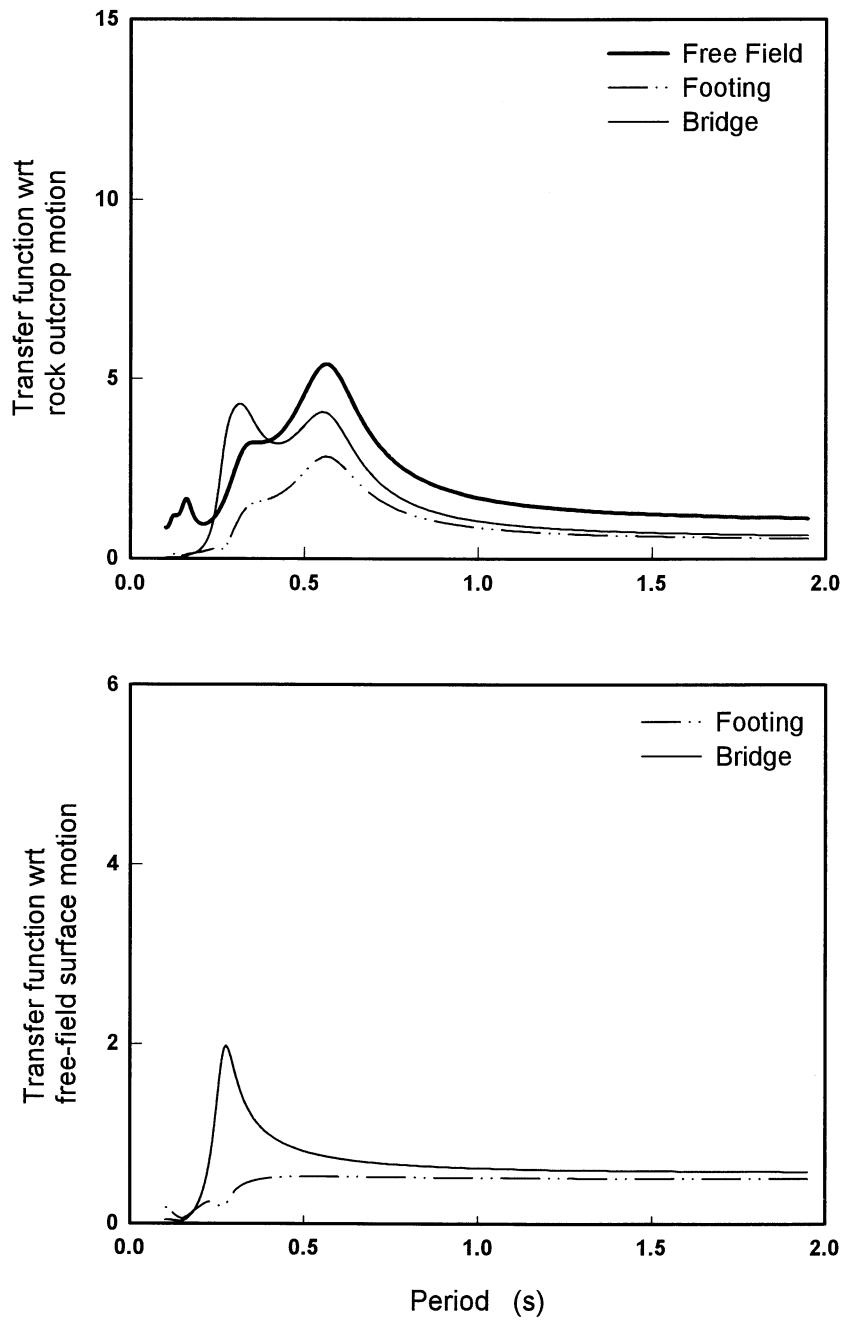 Transfer function wrt
rock outcrop motion
15
10
5
0
0.0
0.5
1.0
1.5
2.0
Free Field
Footing
Bridge
Transfer function wrt
free-field surface motion
6
4
2
0
0.0
0.5
1.0
1.5
2.0
Footing
Bridge
Period (s)